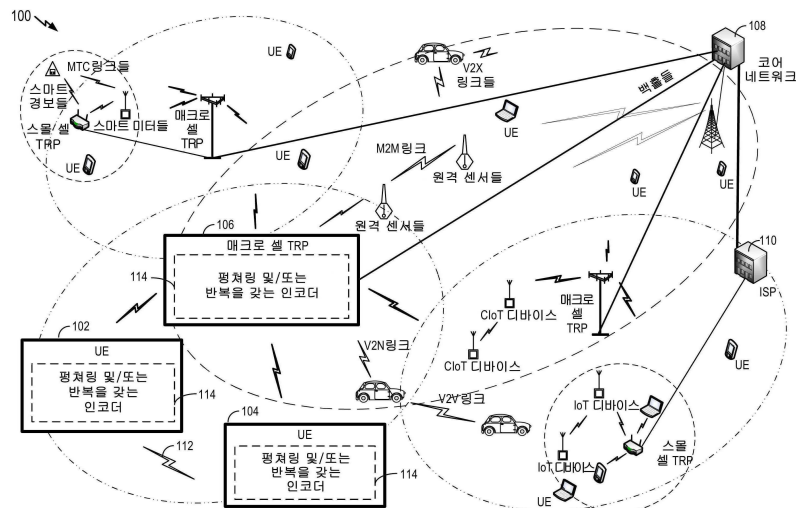 100
108
UE
MTC 링크들
V2X
링크들
코어
네트워크
스마트
경보들
백홀들
매크로
셀
TRP
스몰 셀
TRP
스마트 미터들
UE
M2M링크
UE
UE
원격 센서들
UE
UE
106
원격 센서들
매크로 셀 TRP
110
114
펑쳐링 및/또는
반복을 갖는 인코더
ISP
CIoT 디바이스
매크로
셀
TRP
102
V2N링크
CIoT 디바이스
UE
UE
펑쳐링 및/또는
반복을 갖는
인코더
114
V2V링크
IoT 디바이스
104
112
UE
스몰
셀 TRP
펑쳐링 및/또는
반복을 갖는
인코더
114
IoT디바이스
UE